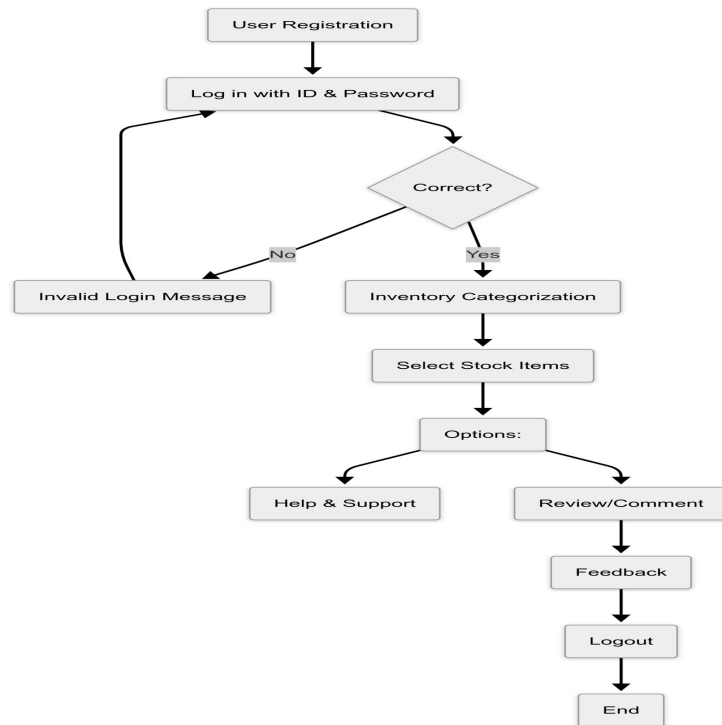 User Registration
Log in with ID & Password
Correct?
No
Yes
Invalid Login Message
Inventory Categorization
Select Stock Items
Options:
Help & Support
Review/Comment
Feedback
Logout
End